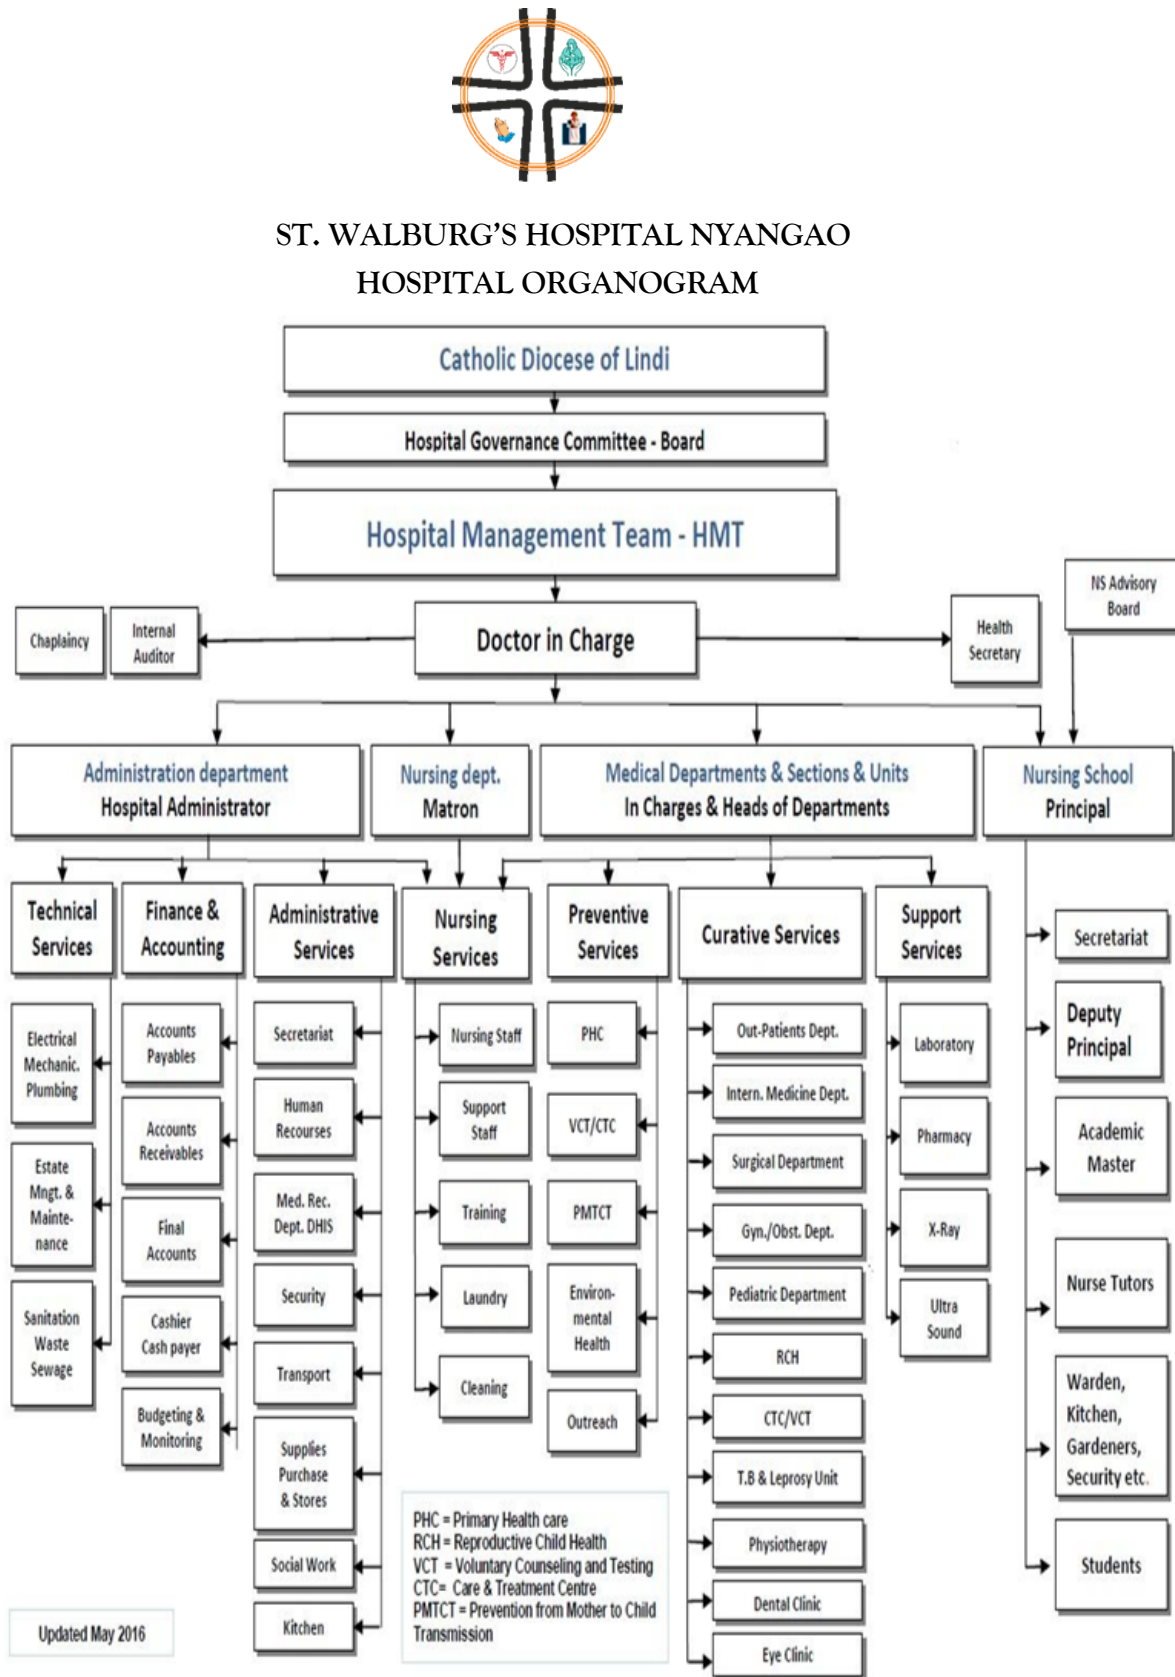 ST. WALBURG’S HOSPITAL NYANGAO
HOSPITAL ORGANOGRAM
Catholic Diocese of Lindi
Hospital Governance Committee - Board
Hospital Management Team - HMT
NS Advisory
Board
Chaplaincy
Internal
Auditor
Doctor in Charge
Health
Secretary
Administration department
Hospital Administrator
Nursing dept.
Matron
Medical Departments & Sections & Units
In Charges & Heads of Departments
Nursing School
Principal
Technical
Services
Finance &
Accounting
Administrative
Services
Nursing
Services
Preventive
Services
Curative Services
Support
Services
Electrical
Mechanic.
Plumbing
Estate
Mngt. &
Mainte-
nance
Sanitation
Waste
Sewage
Accounts
Payables
Accounts
Receivables
Final
Accounts
Cashier
Cash payer
Budgeting &
Monitoring
Secretariat
Human
Recourses
Med. Rec.
Dept. DHIS
Security
Transport
Supplies
Purchase
& Stores
Social Work
Kitchen
Nursing Staff
Support
Staff
Training
Laundry
Cleaning
PHC
VCT/CTC
PMTCT
Environ-
mental
Health
Outreach
Out-Patients Dept.
Intern. Medicine Dept.
Surgical Department
Gyn./Obst. Dept.
Pediatric Department
RCH
CTC/VCT
T.B & Leprosy Unit
Physiotherapy
Dental Clinic
Eye Clinic
Laboratory
Pharmacy
X-Ray
Ultra
Sound
Secretariat
Deputy
Principal
Academic
Master
Nurse Tutors
Warden,
Kitchen,
Gardeners,
Security etc.
Students
PHC = Primary Health care
RCH = Reproductive Child Health
VCT = Voluntary Counseling and Testing
CTC= Care & Treatment Centre
PMTCT = Prevention from Mother to Child
Transmission
Updated May 2016